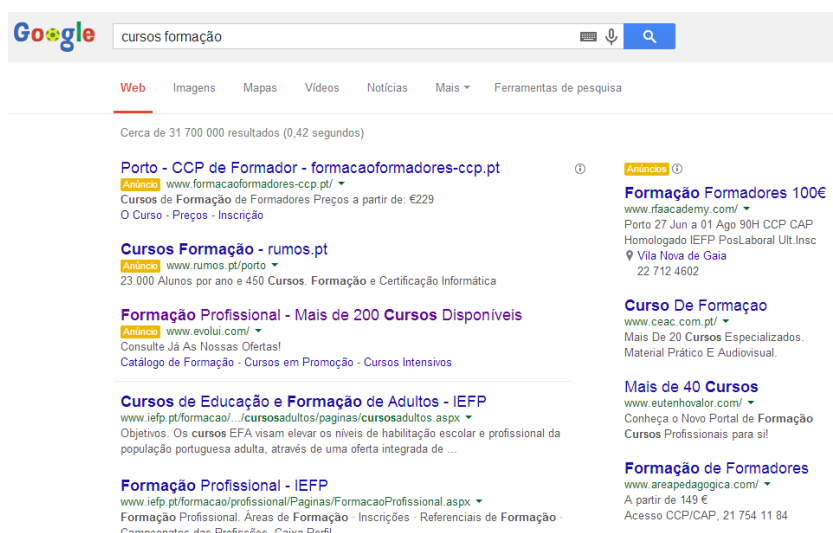 Google
cursos formação
Web Imagens Mapas Vídeos Notícias Mais Ferramentas de pesquisa
Cerca de 31 700 000 resultados (0,42 segundos)
Porto - CCP de Formador - formacaoformadores-ccp.pt
Anúncio www.formacaoformadores-ccp.pt/
Cursos de Formação de Formadores Preços a partir de: €229
O Curso - Preços - Inscrição
Cursos Formação - rumos.pt
Anúncio www.rumos.pt/porto
23.000 Alunos por ano e 450 Cursos. Formação e Certificação Informática
Formação Profissional - Mais de 200 Cursos Disponíveis
Anúncio www.evolui.com/
Consulte Já As Nossas Ofertas!
Catálogo de Formação - Cursos em Promoção - Cursos Intensivos
Cursos de Educação e Formação de Adultos - IEFP
www.iefp.pt/formacao/.../cursosadultos/paginas/cursosadultos.aspx
Objetivos. Os cursos EFA visam elevar os níveis de habilitação escolar e profissional da
população portuguesa adulta, através de uma oferta integrada de ...
Formação Profissional - IEFP
www.iefp.pt/formacao/profissional/Paginas/FormacaoProfissional.aspx
Formação Profissional. Áreas de Formação · Inscrições · Referenciais de Formação ·
Campeonatos das Profissões. Caixa Perfil
Anúncios
Formação Formadores 100€
www.rfaacademy.com/
Porto 27 Jun a 01 Ago 90H CCP CAP
Homologado IEFP PosLaboral Ult.Insc
Vila Nova de Gaia
22 712 4602
Curso De Formaçao
www.ceac.com.pt/
Mais De 20 Cursos Especializados.
Material Prático E Audiovisual.
Mais de 40 Cursos
www.eutenhovalor.com/
Conheça o Novo Portal de Formação
Cursos Profissionais para si!
Formação de Formadores
www.areapedagogica.com/
A partir de 149 €
Acesso CCP/CAP, 21 754 11 84